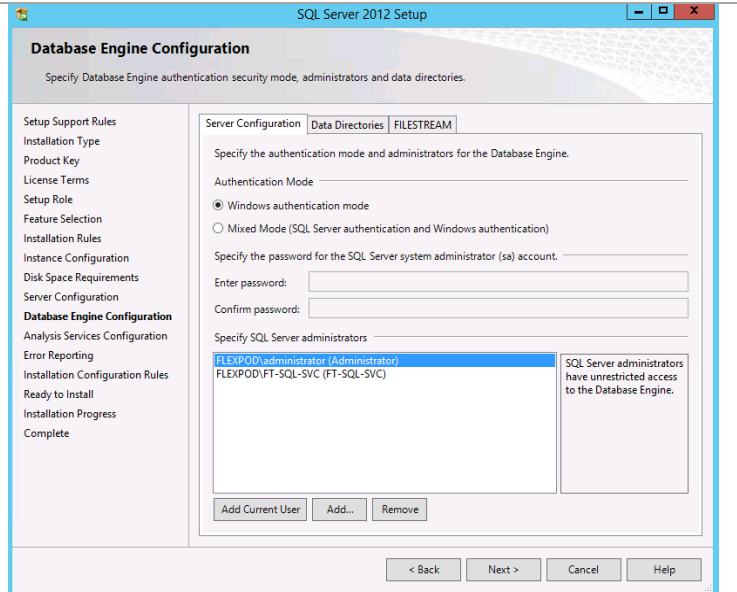 SQL Server 2012 Setup
Database Engine Configuration
Specify Database Engine authentication security mode, administrators and data directories.
Setup Support Rules
Installation Type
Product Key
License Terms
Setup Role
Feature Selection
Installation Rules
Instance Configuration
Disk Space Requirements
Server Configuration
Database Engine Configuration
Analysis Services Configuration
Error Reporting
Installation Configuration Rules
Ready to Install
Installation Progress
Complete
Server Configuration Data Directories FILESTREAM
Specify the authentication mode and administrators for the Database Engine.
Authentication Mode
Windows authentication mode
Mixed Mode (SQL Server authentication and Windows authentication)
Specify the password for the SQL Server system administrator (sa) account.
Enter password:
Confirm password:
Specify SQL Server administrators
FLEXPOD\administrator (Administrator)
FLEXPOD\FT-SQL-SVC (FT-SQL-SVC)
SQL Server administrators
have unrestricted access
to the Database Engine.
Add Current User Add... Remove
< Back Next > Cancel Help